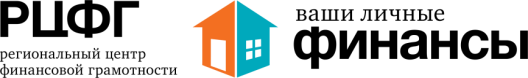 РЦФГ
региональный центр
финансовой грамотности
ваши личные
финансы